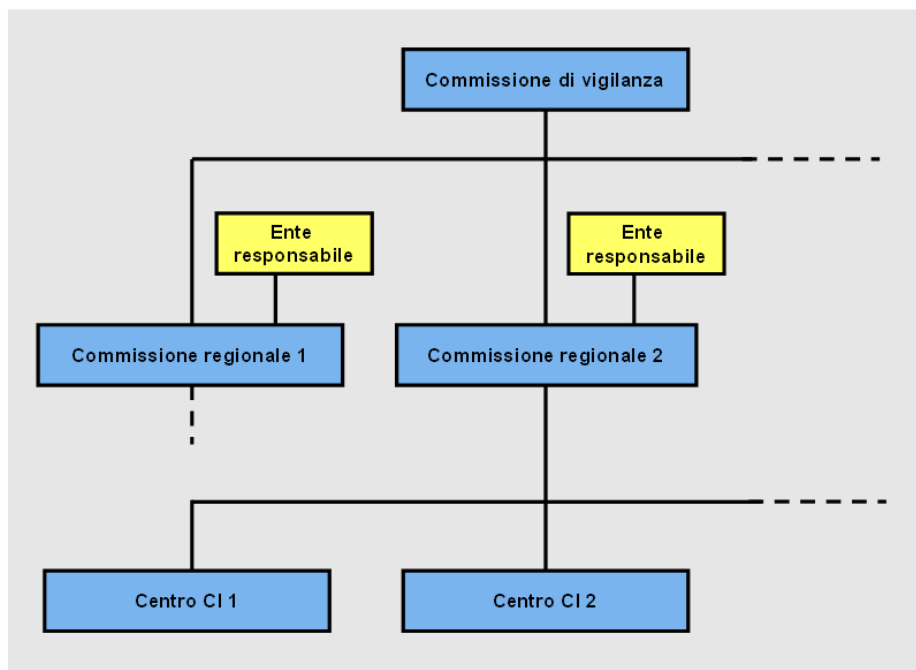 Commissione di vigilanza
Ente
responsabile
Ente
responsabile
Commissione regionale 1
Commissione regionale 2
Centro CI 1
Centro CI 2